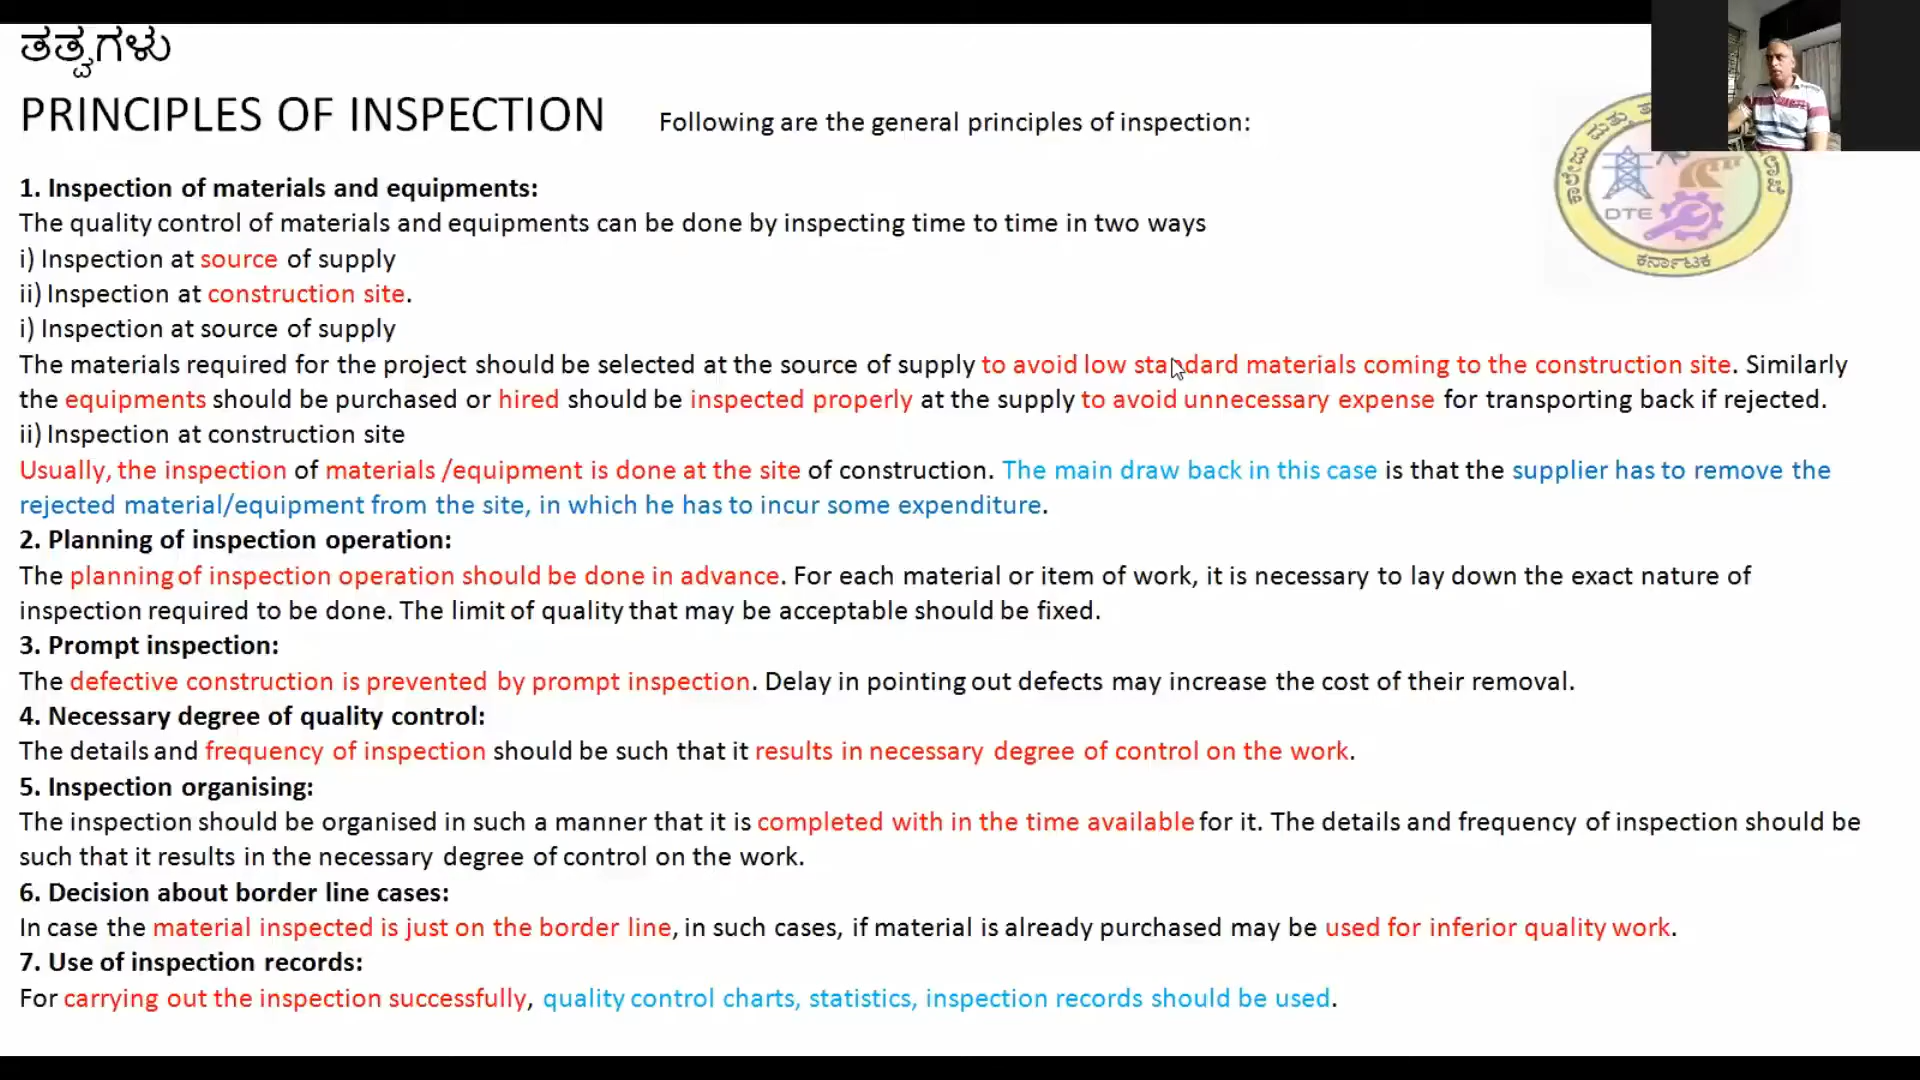 ತತ್ವಗಳು
PRINCIPLES OF INSPECTION Following are the general principles of inspection:
1. Inspection of materials and equipments:
The quality control of materials and equipments can be done by inspecting time to time in two ways
i) Inspection at source of supply
ii) Inspection at construction site.
i) Inspection at source of supply
The materials required for the project should be selected at the source of supply to avoid low standard materials coming to the construction site. Similarly
the equipments should be purchased or hired should be inspected properly at the supply to avoid unnecessary expense for transporting back if rejected.
ii) Inspection at construction site
Usually, the inspection of materials /equipment is done at the site of construction. The main draw back in this case is that the supplier has to remove the
rejected material/equipment from the site, in which he has to incur some expenditure.
2. Planning of inspection operation:
The planning of inspection operation should be done in advance. For each material or item of work, it is necessary to lay down the exact nature of
inspection required to be done. The limit of quality that may be acceptable should be fixed.
3. Prompt inspection:
The defective construction is prevented by prompt inspection. Delay in pointing out defects may increase the cost of their removal.
4. Necessary degree of quality control:
The details and frequency of inspection should be such that it results in necessary degree of control on the work.
5. Inspection organising:
The inspection should be organised in such a manner that it is completed with in the time available for it. The details and frequency of inspection should be
such that it results in the necessary degree of control on the work.
6. Decision about border line cases:
In case the material inspected is just on the border line, in such cases, if material is already purchased may be used for inferior quality work.
7. Use of inspection records:
For carrying out the inspection successfully, quality control charts, statistics, inspection records should be used.
ಕಾಲೇಜು ಮತ್ತು
DTE
ಕರ್ನಾಟಕ